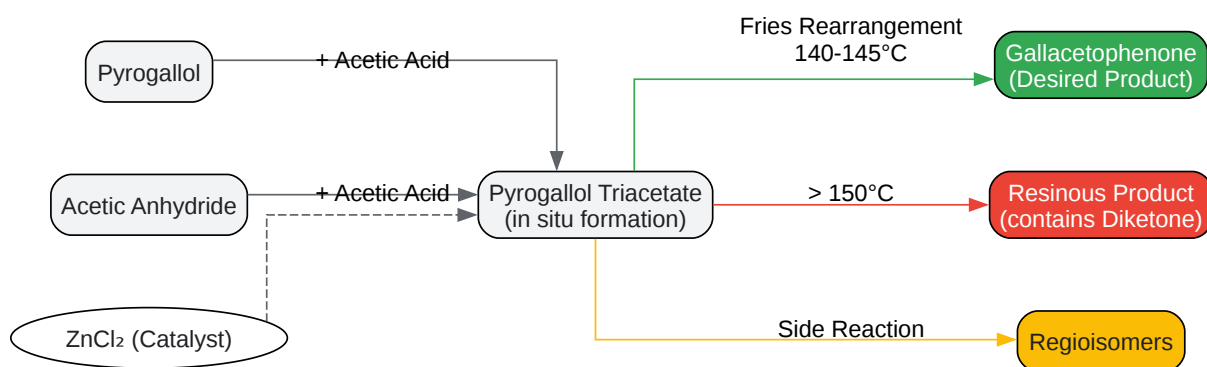 Pyrogallol
+ Acetic Acid
Fries Rearrangement
140-145°C
Gallacetophenone
(Desired Product)
Acetic Anhydride
+ Acetic Acid
Pyrogallol Triacetate
(in situ formation)
> 150°C
Resinous Product
(contains Diketone)
ZnCl₂ (Catalyst)
Side Reaction
Regioisomers